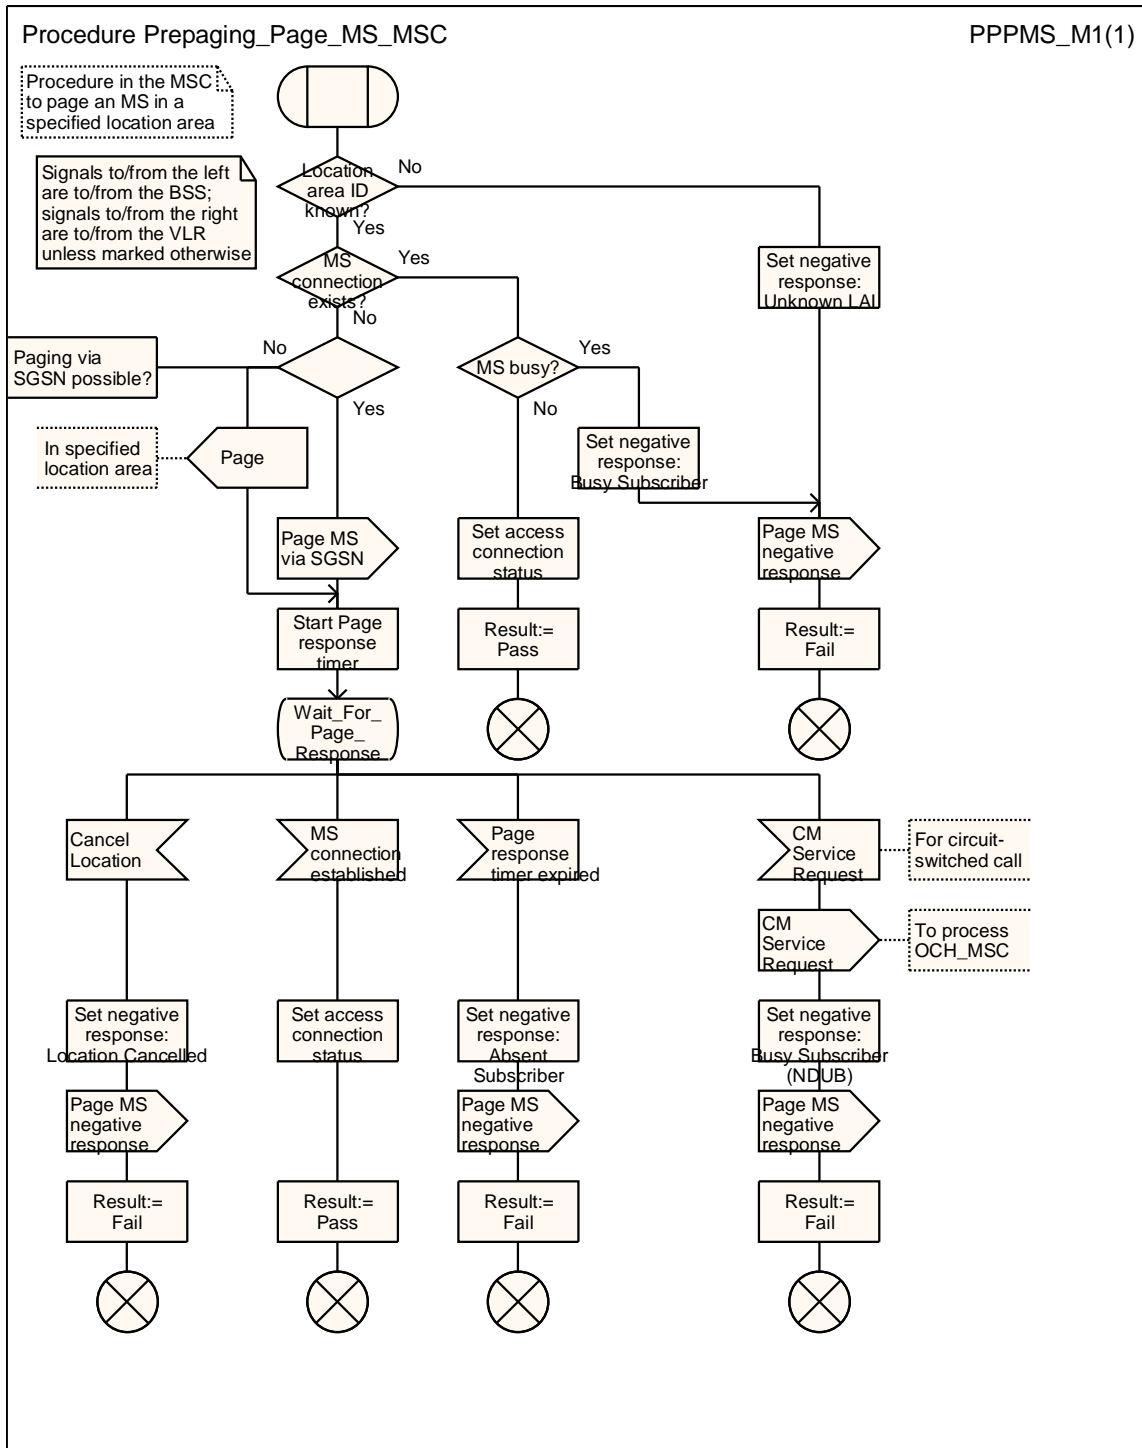 Procedure Prepaging_Page_MS_MSC
PPPMS_M1(1)
Procedure in the MSC
to page an MS in a
specified location area
Signals to/from the left
are to/from the BSS;
signals to/from the right
are to/from the VLR
unless marked otherwise
Location
area ID
known?
No
Yes
MS
connection
exists?
Yes
No
Set negative
response:
Unknown LAI
Paging via
SGSN possible?
No
Yes
MS busy?
Yes
No
In specified
location area
Page
Set negative
response:
Busy Subscriber
Page MS
via SGSN
Set access
connection
status
Page MS
negative
response
Start Page
response
timer
Result:=
Pass
Result:=
Fail
Wait_For_
Page_
Response
Cancel
Location
MS
connection
established
Page
response
timer expired
CM
Service
Request
For circuit-
switched call
CM
Service
Request
To process
OCH_MSC
Set negative
response:
Location Cancelled
Set access
connection
status
Set negative
response:
Absent
Subscriber
Set negative
response:
Busy Subscriber
(NDUB)
Page MS
negative
response
Page MS
negative
response
Page MS
negative
response
Result:=
Fail
Result:=
Pass
Result:=
Fail
Result:=
Fail